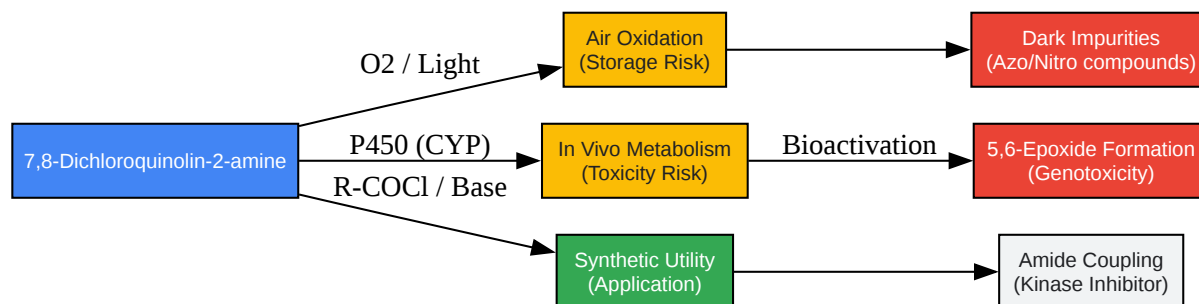 O2 / Light
Air Oxidation
(Storage Risk)
Dark Impurities
(Azo/Nitro compounds)
7,8-Dichloroquinolin-2-amine
P450 (CYP)
In Vivo Metabolism
(Toxicity Risk)
Bioactivation
5,6-Epoxide Formation
(Genotoxicity)
R-COCl / Base
Synthetic Utility
(Application)
Amide Coupling
(Kinase Inhibitor)